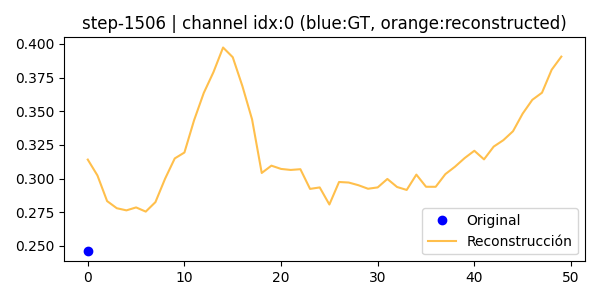 step-1506 | channel idx:0 (blue:GT, orange:reconstructed)
0.400
0.375
0.350
0.325
0.300
0.275
0.250
Original
Reconstrucción
0 10 20 30 40 50